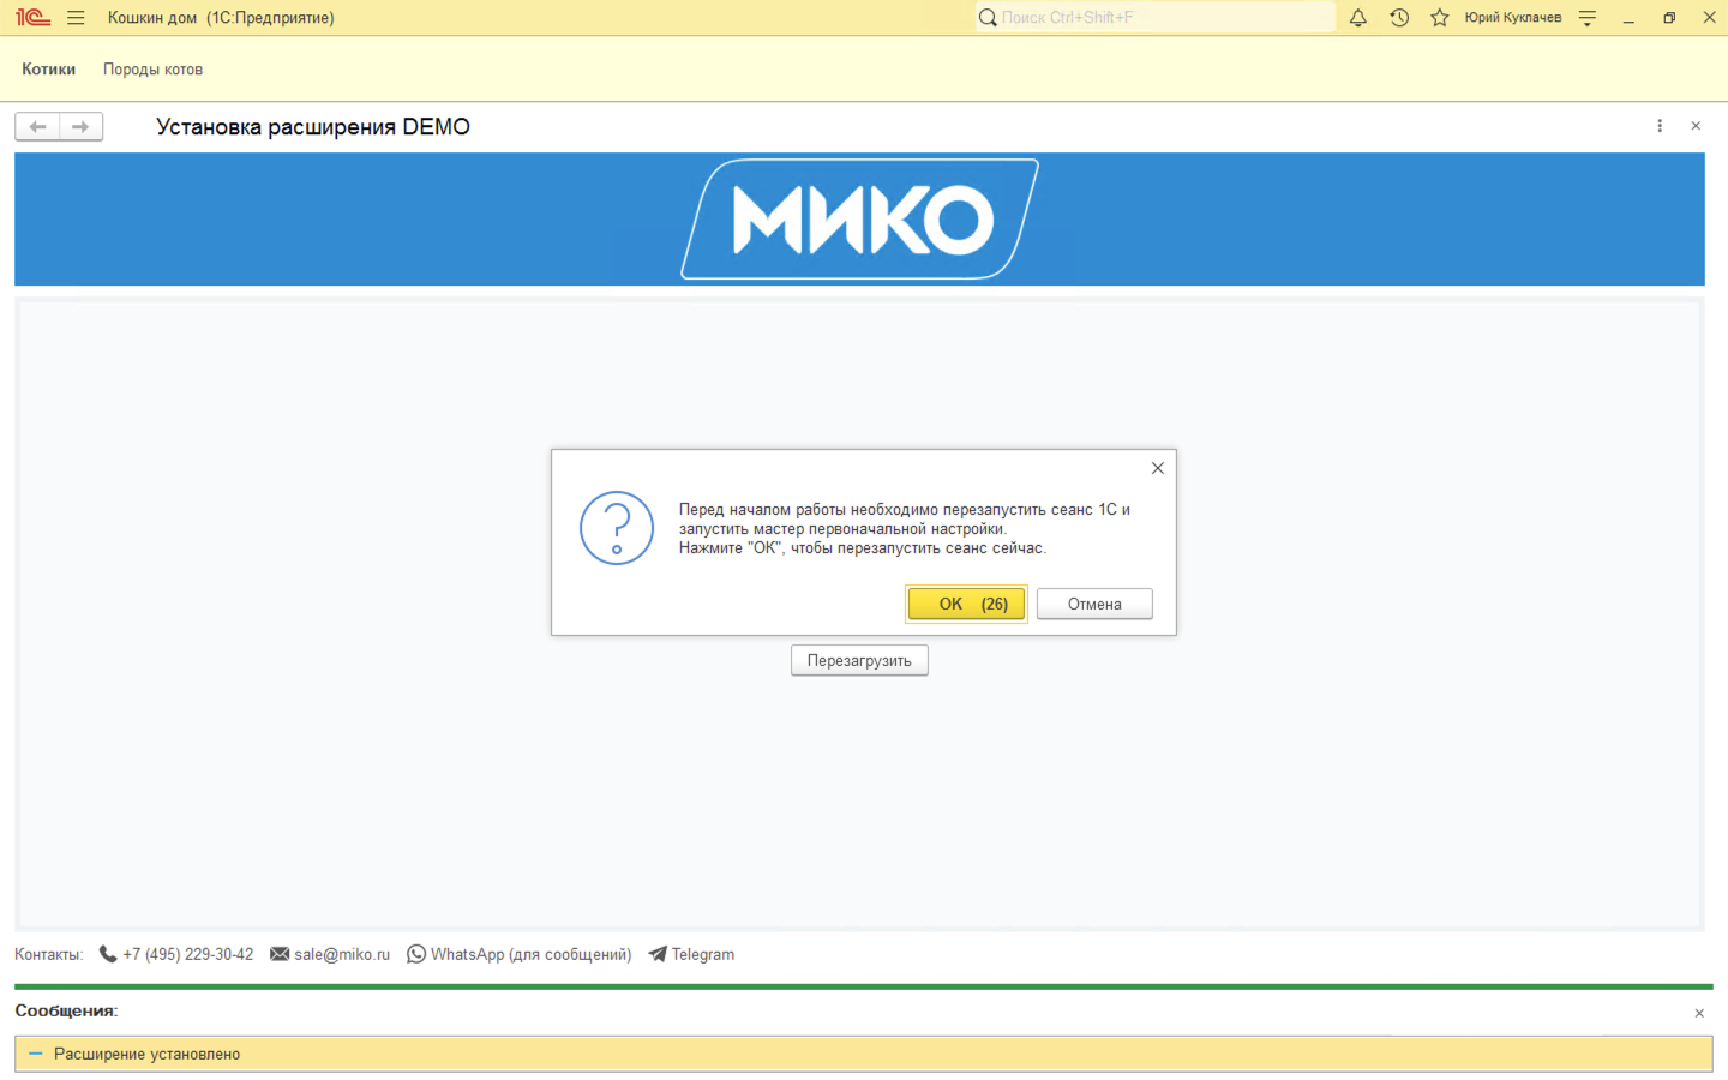 Кошкин дом (1С:Предприятие)
Поиск Ctrl+Shift+F
Юрий Куклачев
Котики Породы котов
Установка расширения DEMO
МИКО
Перед началом работы необходимо перезапустить сеанс 1С и
запустить мастер первоначальной настройки.
Нажмите "ОК", чтобы перезапустить сеанс сейчас.
ОК (26) Отмена
Перезагрузить
Контакты: +7 (495) 229-30-42 sale@miko.ru WhatsApp (для сообщений) Telegram
Сообщения:
Расширение установлено